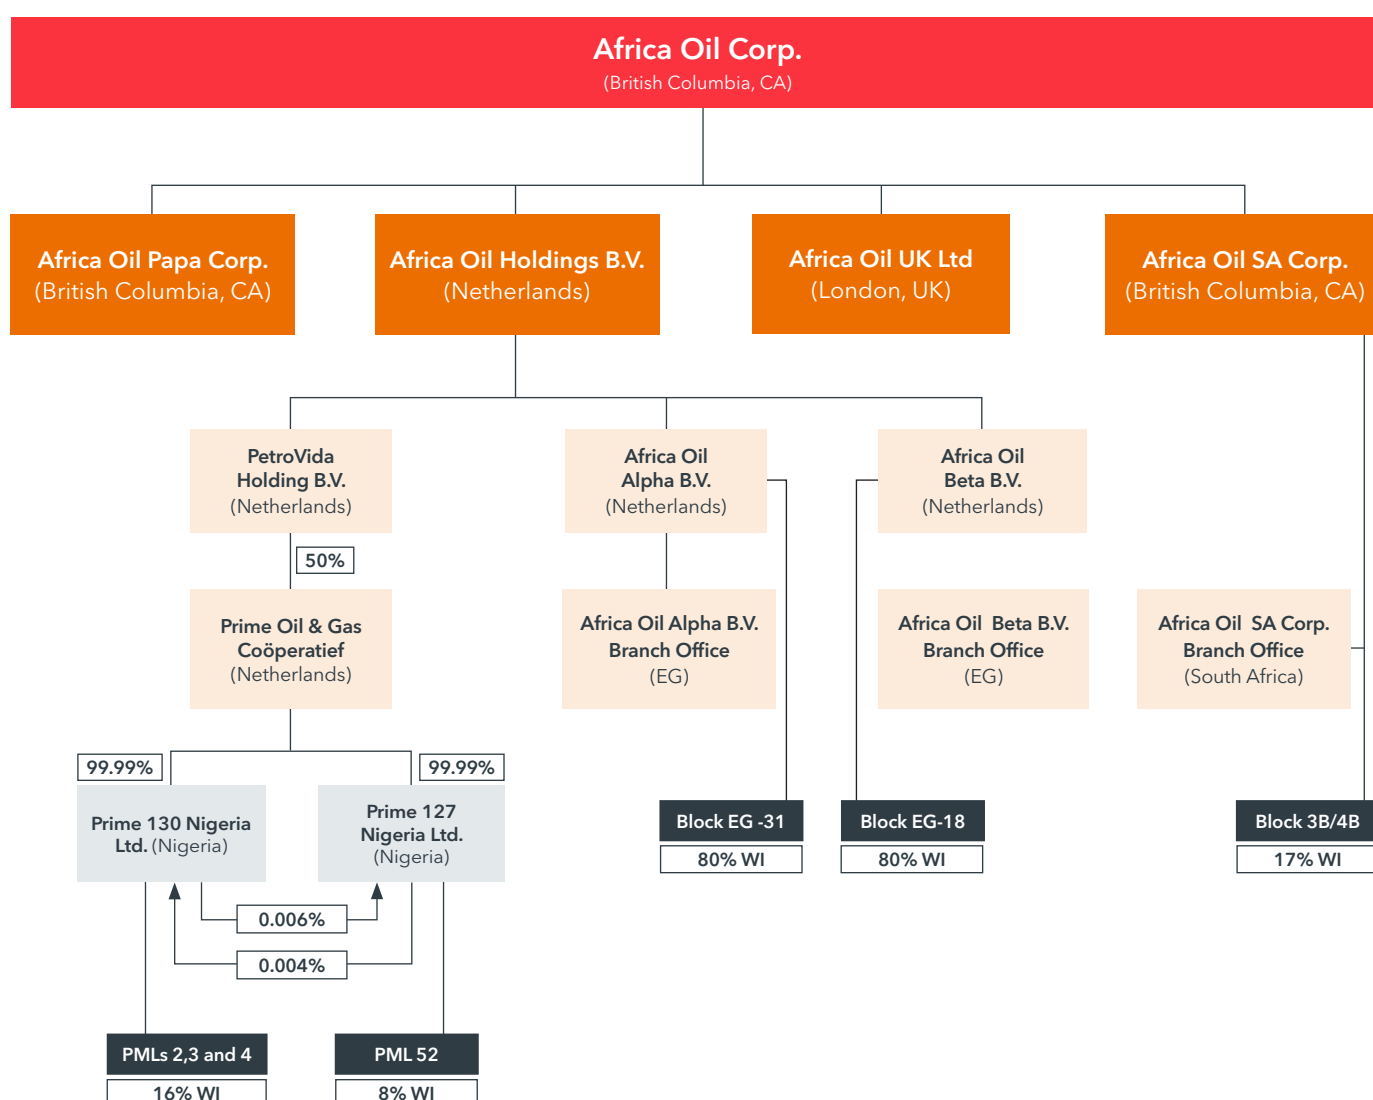 Africa Oil Corp.
(British Columbia, CA)
Africa Oil Papa Corp.
(British Columbia, CA)
Africa Oil Holdings B.V.
(Netherlands)
Africa Oil UK Ltd
(London, UK)
Africa Oil SA Corp.
(British Columbia, CA)
PetroVida
Holding B.V.
(Netherlands)
Africa Oil
Alpha B.V.
(Netherlands)
Africa Oil
Beta B.V.
(Netherlands)
50%
Prime Oil & Gas
Coöperatief
(Netherlands)
Africa Oil Alpha B.V.
Branch Office
(EG)
Africa Oil Beta B.V.
Branch Office
(EG)
Africa Oil SA Corp.
Branch Office
(South Africa)
99.99%
99.99%
Prime 130 Nigeria
Ltd. (Nigeria)
Prime 127
Nigeria Ltd.
(Nigeria)
Block EG -31
80% WI
Block EG-18
80% WI
Block 3B/4B
17% WI
0.006%
0.004%
PMLs 2,3 and 4
16% WI
PML 52
8% WI